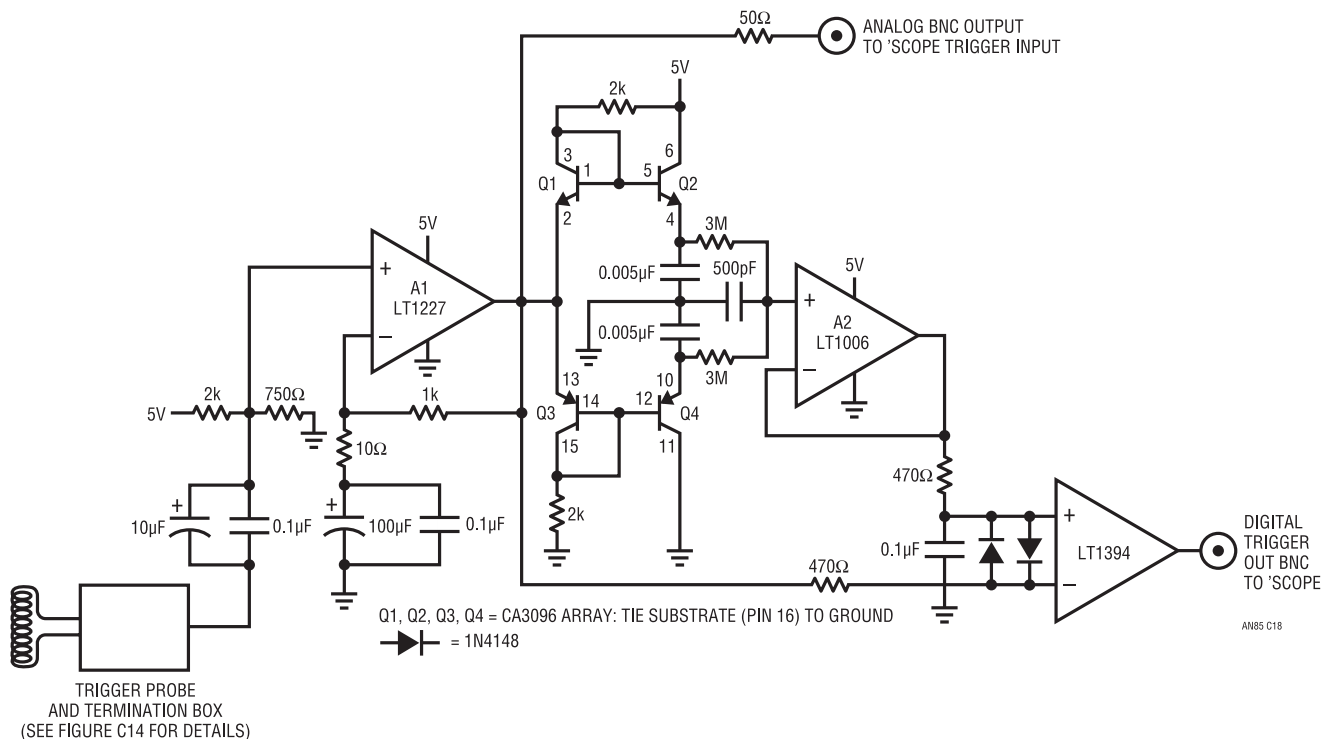 50Ω
ANALOG BNC OUTPUT
TO 'SCOPE TRIGGER INPUT
5V
2k
3
1
5
6
Q1
Q2
2
4
3M
5V
+
A1
LT1227
–
0.005µF
500pF
5V
+
A2
LT1006
–
0.005µF
3M
13
14
12
10
Q3
Q4
15
11
2k
5V
2k
750Ω
1k
10Ω
+
10µF
0.1µF
+
100µF
0.1µF
470Ω
470Ω
0.1µF
+
LT1394
–
DIGITAL
TRIGGER
OUT BNC
TO 'SCOPE
Q1, Q2, Q3, Q4 = CA3096 ARRAY: TIE SUBSTRATE (PIN 16) TO GROUND
= 1N4148
AN85 C18
TRIGGER PROBE
AND TERMINATION BOX
(SEE FIGURE C14 FOR DETAILS)